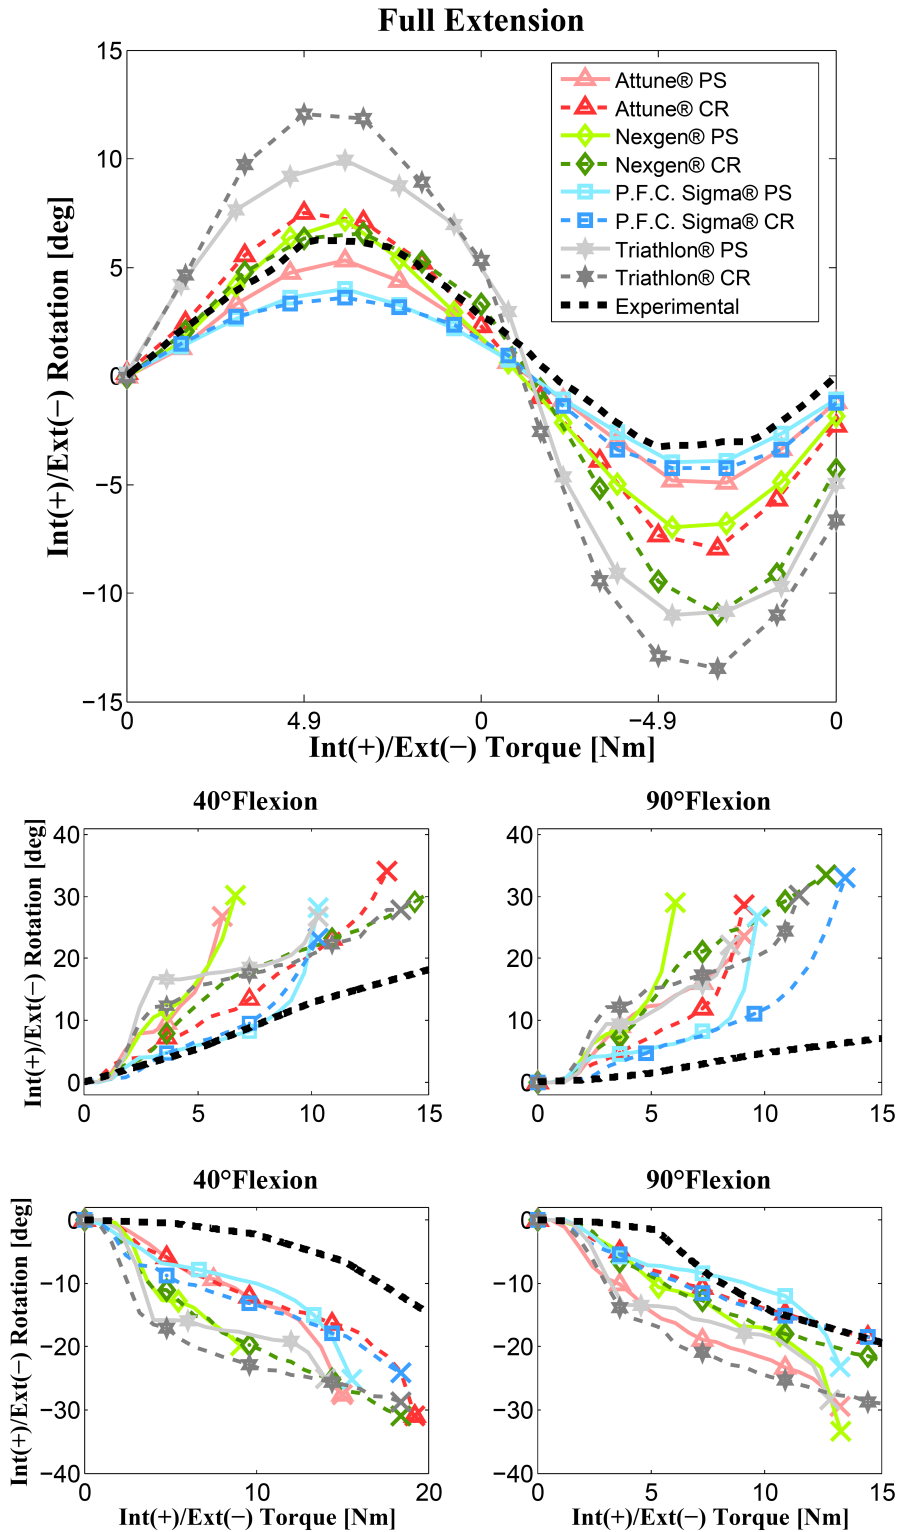 Full Extension
15
10
5
0
−5
−10
−15
Int(+)/Ext(−) Rotation [deg]
Attune® PS
Attune® CR
Nexgen® PS
Nexgen® CR
P.F.C. Sigma® PS
P.F.C. Sigma® CR
Triathlon® PS
Triathlon® CR
Experimental
0 4.9 0 −4.9 0
Int(+)/Ext(−) Torque [Nm]
40°Flexion
40
30
20
10
0
Int(+)/Ext(−) Rotation [deg]
0 5 10 15
90°Flexion
40
30
20
10
0
0 5 10 15
40°Flexion
0
−10
−20
−30
−40
Int(+)/Ext(−) Rotation [deg]
0 10 20
Int(+)/Ext(−) Torque [Nm]
90°Flexion
0
−10
−20
−30
−40
0 5 10 15
Int(+)/Ext(−) Torque [Nm]